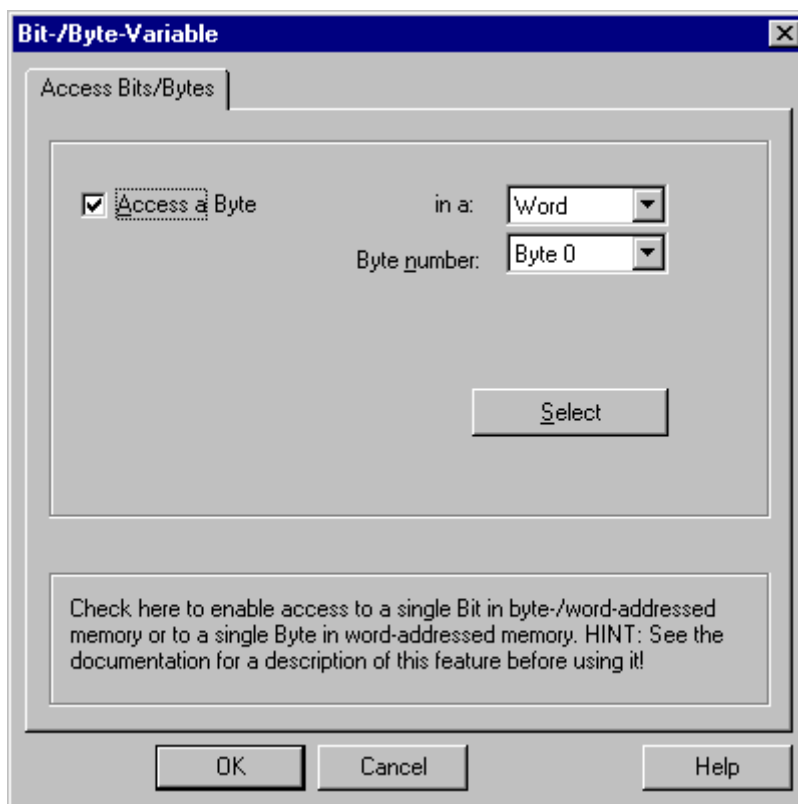 Bit-/Byte-Variable
Access Bits/Bytes
Access a Byte in a: Word
Byte number: Byte 0
Select
Check here to enable access to a single Bit in byte-/word-addressed
memory or to a single Byte in word-addressed memory. HINT: See the
documentation for a description of this feature before using it!
OK Cancel Help